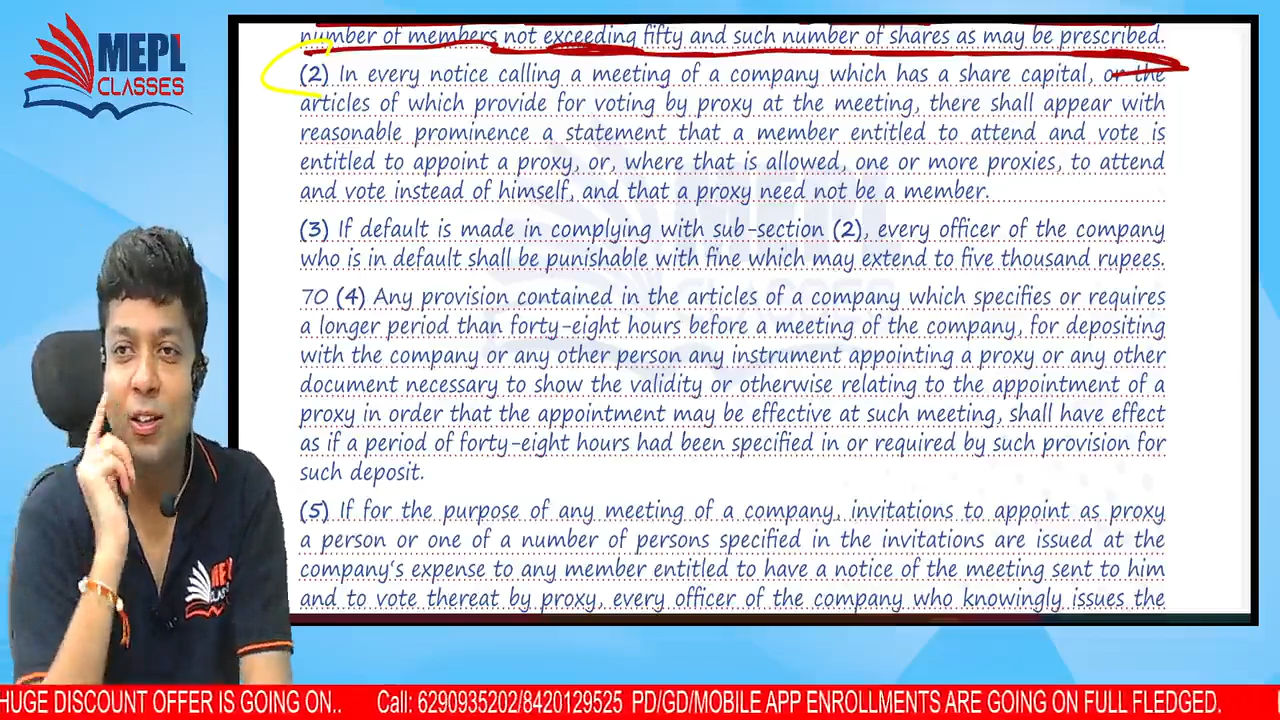 MEPL
CLASSES
number of members not exceeding fifty and such number of shares as may be prescribed.
(2) In every notice calling a meeting of a company which has a share capital, or the
articles of which provide for voting by proxy at the meeting, there shall appear with
reasonable prominence a statement that a member entitled to attend and vote is
entitled to appoint a proxy, or, where that is allowed, one or more proxies, to attend
and vote instead of himself, and that a proxy need not be a member.
(3) If default is made in complying with sub-section (2), every officer of the company
who is in default shall be punishable with fine which may extend to five thousand rupees.
70 (4) Any provision contained in the articles of a company which specifies or requires
a longer period than forty-eight hours before a meeting of the company, for depositing
with the company or any other person any instrument appointing a proxy or any other
document necessary to show the validity or otherwise relating to the appointment of a
proxy in order that the appointment may be effective at such meeting, shall have effect
as if a period of forty-eight hours had been specified in or required by such provision for
such deposit.
(5) If for the purpose of any meeting of a company, invitations to appoint as proxy
a person or one of a number of persons specified in the invitations are issued at the
company's expense to any member entitled to have a notice of the meeting sent to him
and to vote thereat by proxy, every officer of the company who knowingly issues the
MEPL
CLASSES
HUGE DISCOUNT OFFER IS GOING ON.. Call: 6290935202/8420129525 PD/GD/MOBILE APP ENROLLMENTS ARE GOING ON FULL FLEDGED.